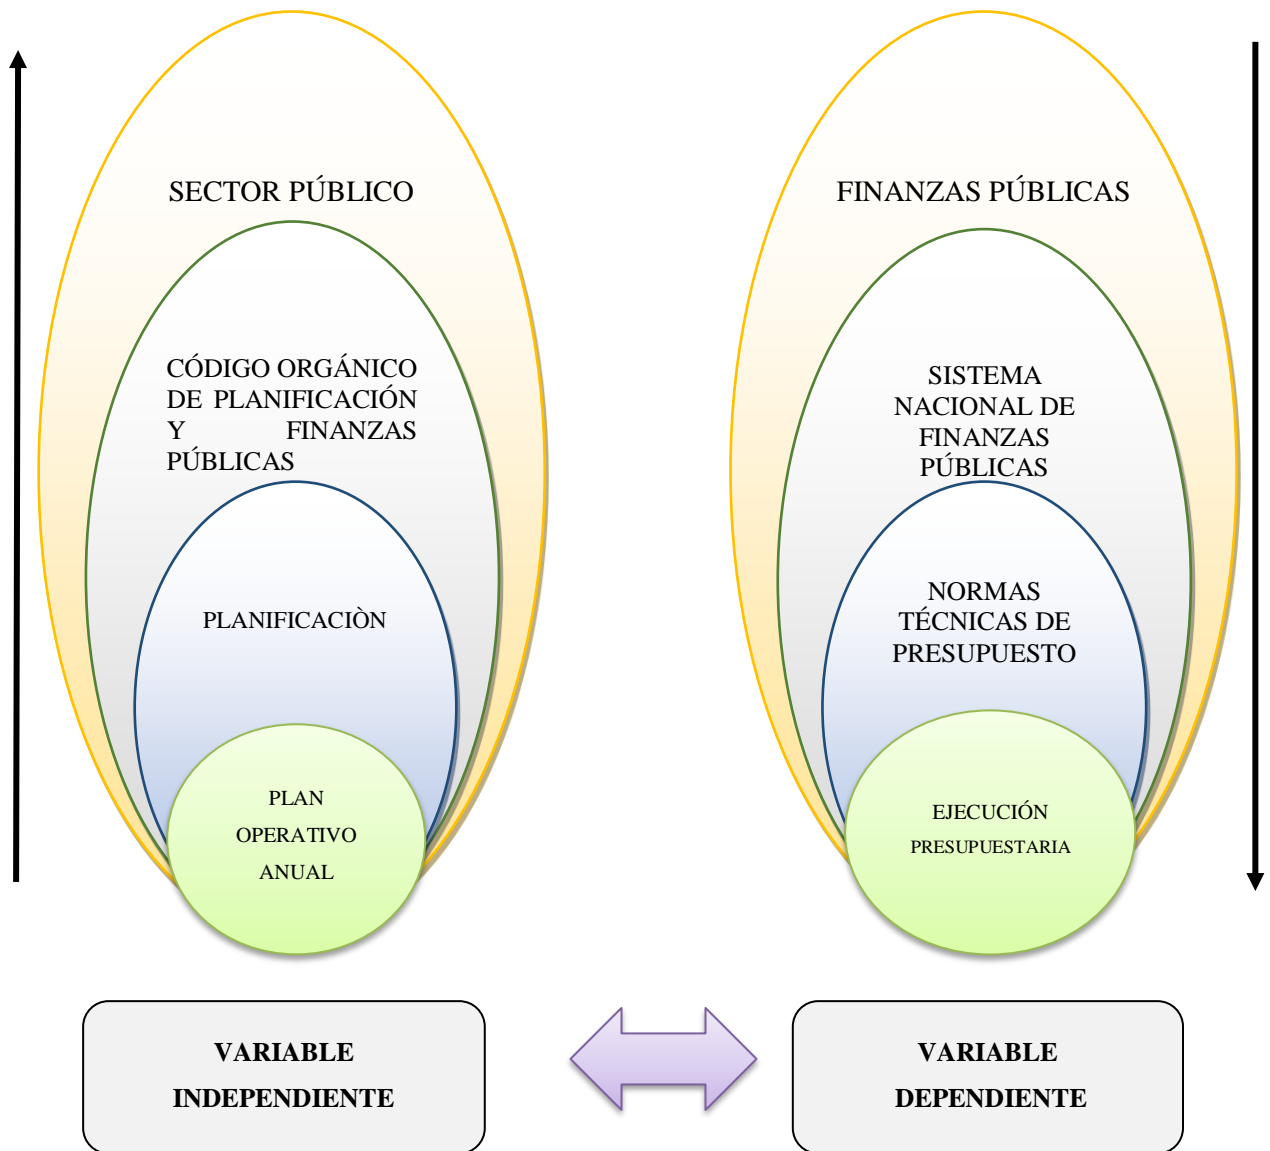 SECTOR PÚBLICO
CÓDIGO ORGÁNICO
DE PLANIFICACIÓN
Y FINANZAS
PÚBLICAS
PLANIFICACIÒN
PLAN
OPERATIVO
ANUAL
VARIABLE
INDEPENDIENTE
FINANZAS PÚBLICAS
SISTEMA
NACIONAL DE
FINANZAS
PÚBLICAS
NORMAS
TÉCNICAS DE
PRESUPUESTO
EJECUCIÓN
PRESUPUESTARIA
VARIABLE
DEPENDIENTE